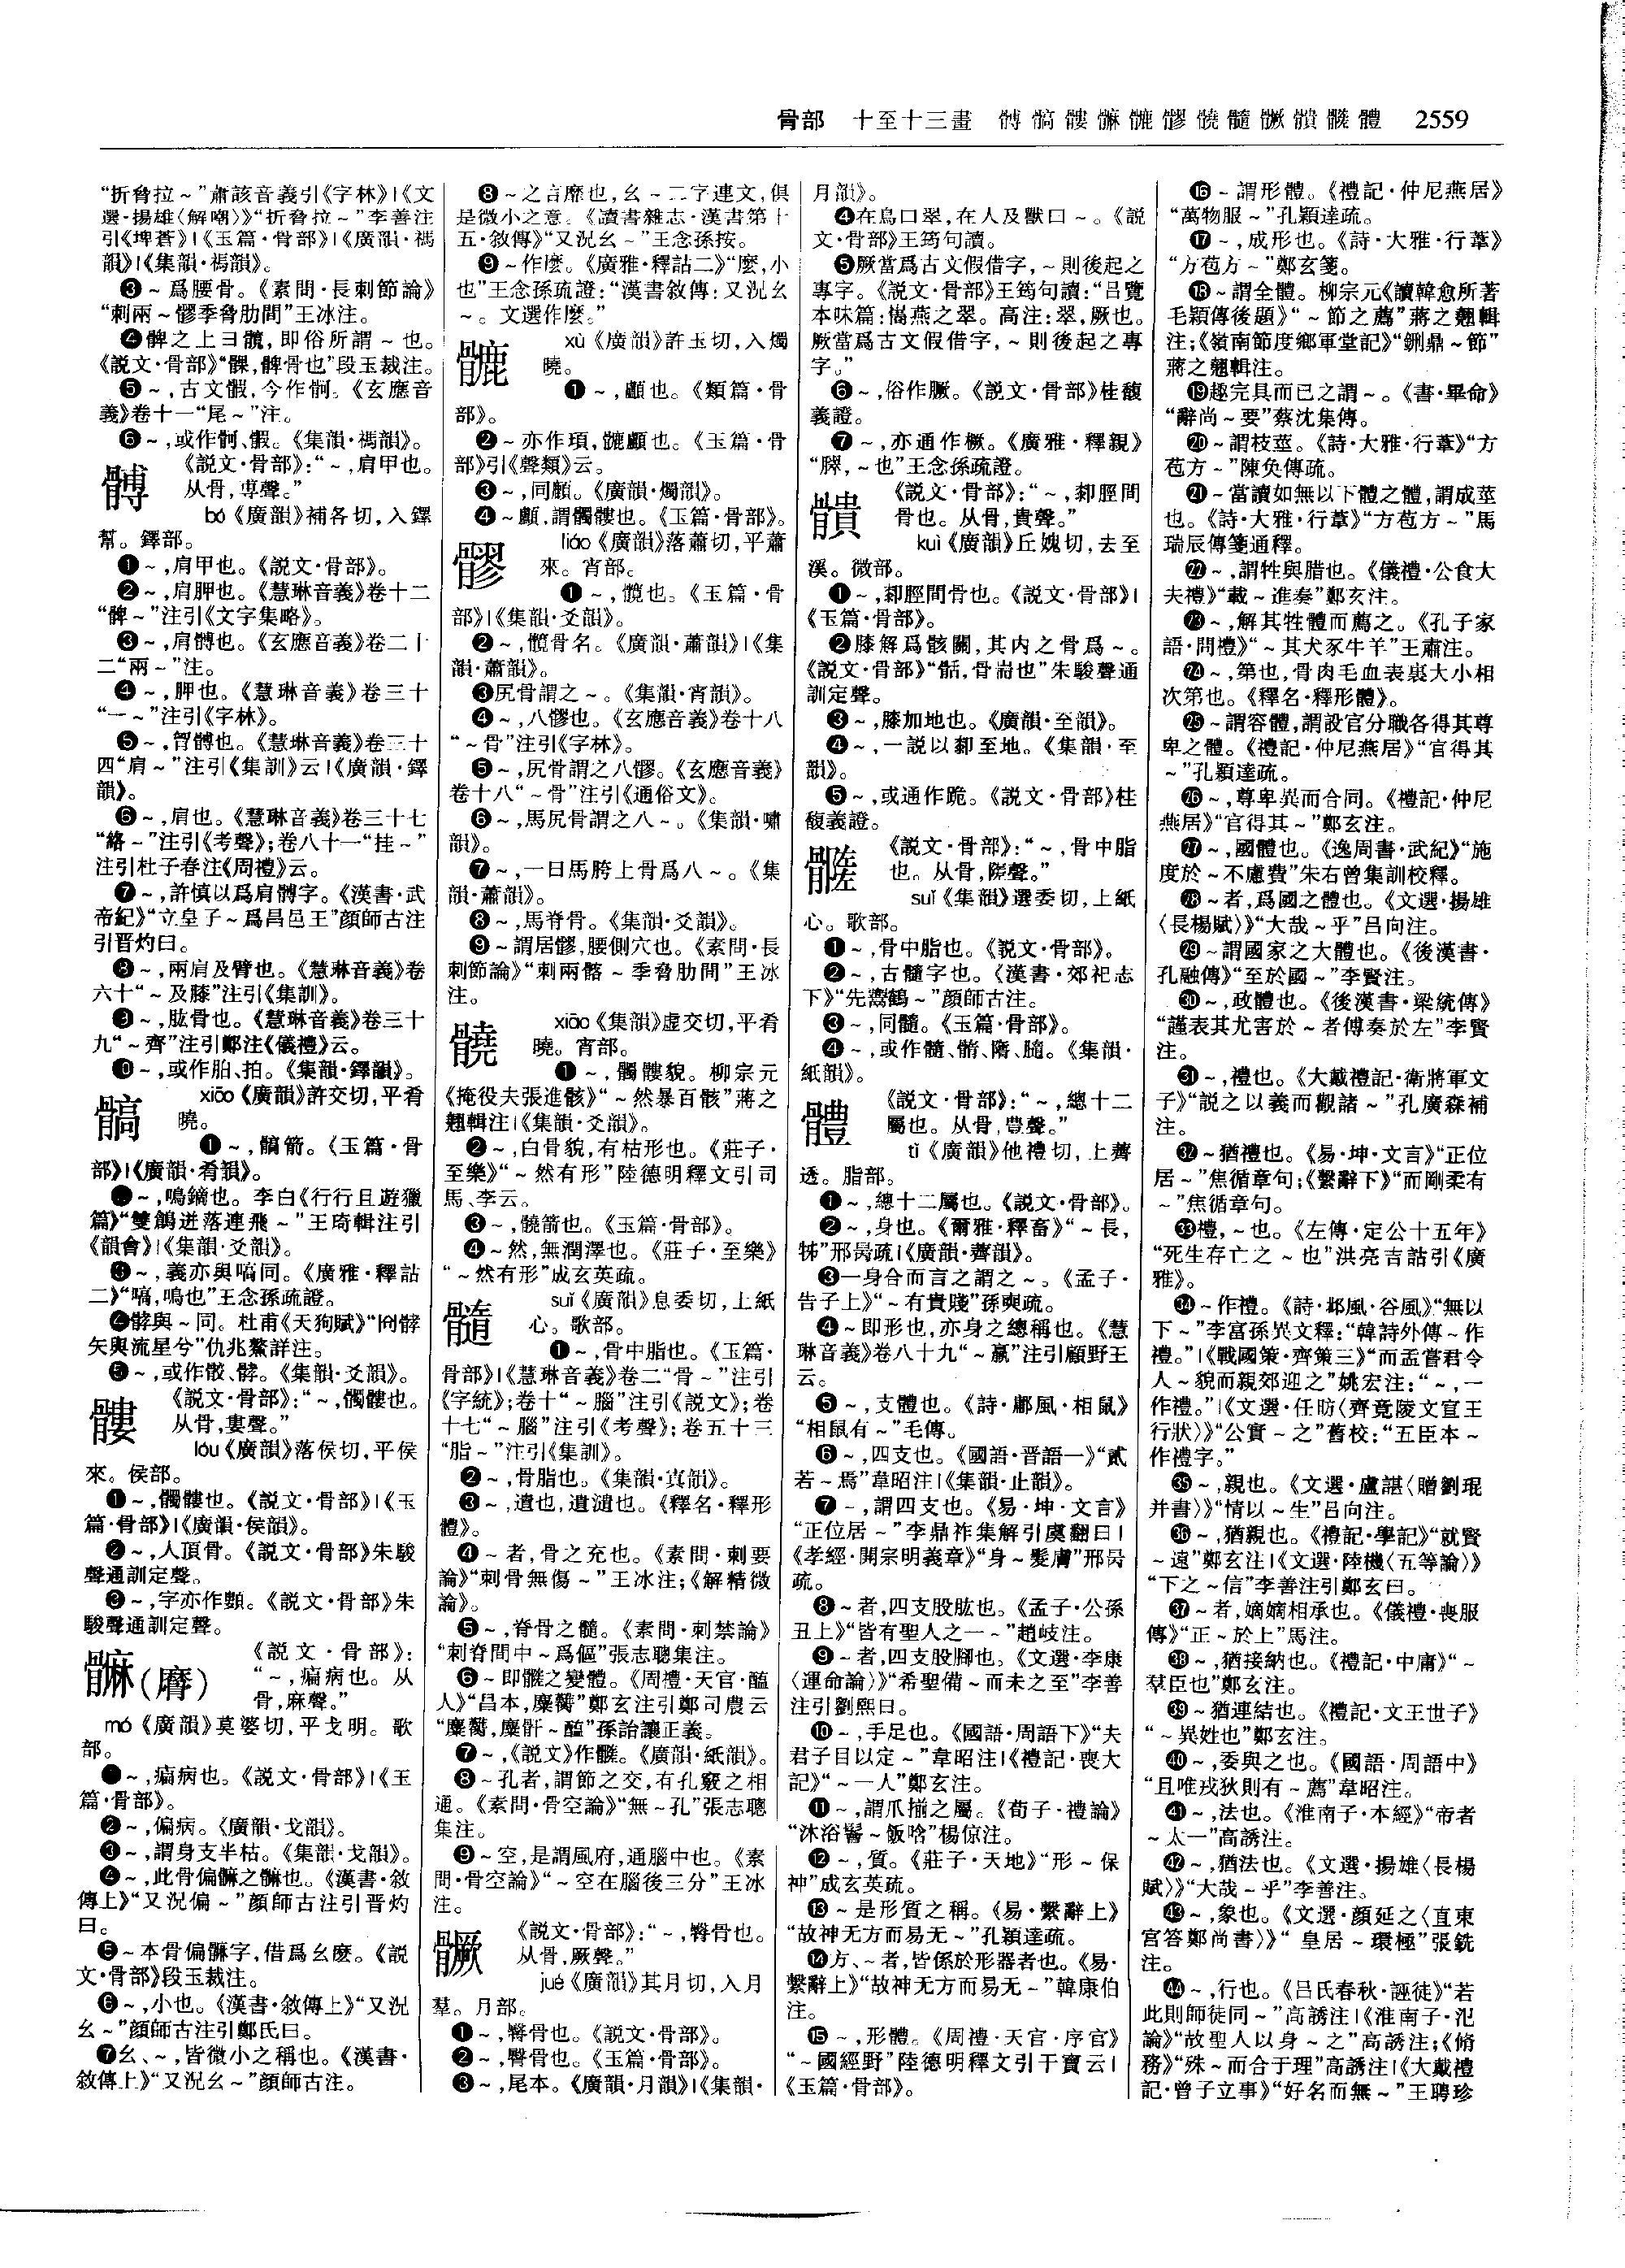 骨部　十至十三畫　髆髇髏髍䯿髎髐髓䯵䯣䯝體　2559
“折脅拉～”肅該音義引《字林》|《文
選·揚雄〈解嘲〉》“折脅拉～”李善注
引《埤蒼》|《玉篇·骨部》|《廣韻·禡
韻》|《集韻·禡韻》。
❸～爲腰骨。《素問·長刺節論》
“刺兩～髎季脅肋間”王冰注。
❹髀之上曰髖，即俗所謂～也。
《説文·骨部》“髁，髀骨也”段玉裁注。
❺～，古文䯊，今作䯊。《玄應音
義》卷十一“尾～”注。
❻～，或作䯊、䯊。《集韻·禡韻》。
髆　《説文·骨部》：“～，肩甲也。
从骨，尃聲。”
bó《廣韻》補各切，入鐸
幫。鐸部。
❶～，肩甲也。《説文·骨部》。
❷～，肩胛也。《慧琳音義》卷十二
“髀～”注引《文字集略》。
❸～，肩髆也。《玄應音義》卷二十
二“兩～”注。
❹～，胛也。《慧琳音義》卷三十
“一～”注引《字林》。
❺～，䏝髆也。《慧琳音義》卷三十
四“肩～”注引《集訓》云|《廣韻·鐸
韻》。
❻～，肩也。《慧琳音義》卷三十七
“絡～”注引《考聲》；卷八十一“挂～”
注引杜子春注《周禮》云。
❼～，許慎以爲肩髆字。《漢書·武
帝紀》“立皇子～爲昌邑王”顔師古注
引晋灼曰。
❽～，兩肩及臂也。《慧琳音義》卷
六十“～及膝”注引《集訓》。
❾～，肱骨也。《慧琳音義》卷三十
九“～齊”注引鄭注《儀禮》云。
❿～，或作胉、拍。《集韻·鐸韻》。
髇　xiāo《廣韻》許交切，平肴
曉。
❶～，髇箭。《玉篇·骨
部》|《廣韻·肴韻》。
❷～，鳴鏑也。李白《行行且遊獵
篇》“雙鶬迸落連飛～”王琦輯注引
《韻會》|《集韻·爻韻》。
❸～，義亦與嗃同。《廣雅·釋詁
二》“嗃，鳴也”王念孫疏證。
❹髐與～同。杜甫《天狗賦》“䦱髐
矢與流星兮”仇兆鰲詳注。
❺～，或作骹、髐。《集韻·爻韻》。
髏　《説文·骨部》：“～，髑髏也。
从骨，婁聲。”
lóu《廣韻》落侯切，平侯
來。侯部。
❶～，髑髏也。《説文·骨部》|《玉
篇·骨部》|《廣韻·侯韻》。
❷～，人頂骨。《説文·骨部》朱駿
聲通訓定聲。
❸～，字亦作顟。《説文·骨部》朱
駿聲通訓定聲。
髍（䯢）　《説文·骨部》：
“～，瘺病也。从
骨，麻聲。”
mó《廣韻》莫婆切，平戈明。歌
部。
❶～，瘺病也。《説文·骨部》|《玉
篇·骨部》。
❷～，偏病。《廣韻·戈韻》。
❸～，謂身支半枯。《集韻·戈韻》。
❹～，此骨偏髍之髍也。《漢書·敘
傳上》“又況偏～”顔師古注引晋灼
曰。
❺～本骨偏髍字，借爲幺麽。《説
文·骨部》段玉裁注。
❻～，小也。《漢書·敘傳上》“又況
幺～”顔師古注引鄭氏曰。
❼幺、～，皆微小之稱也。《漢書·
敘傳上》“又況幺～”顔師古注。
❽～之言靡也，幺～二字連文，俱
是微小之意。《讀書雜志·漢書第十
五·敘傳》“又況幺～”王念孫按。
❾～作麽。《廣雅·釋詁二》“麽，小
也”王念孫疏證：“漢書敘傳：又況幺
～。文選作麽。”
䯿　xù《廣韻》許玉切，入燭
曉。
❶～，顱也。《類篇·骨
部》。
❷～亦作頊，䯿顱也。《玉篇·骨
部》引《聲類》云。
❸～，同䫿。《廣韻·燭韻》。
❹～顱，謂髑髏也。《玉篇·骨部》。
髎　liáo《廣韻》落蕭切，平蕭
來。宵部。
❶～，髖也。《玉篇·骨
部》|《集韻·爻韻》。
❷～，髖骨名。《廣韻·蕭韻》|《集
韻·蕭韻》。
❸尻骨謂之～。《集韻·宵韻》。
❹～，八髎也。《玄應音義》卷十八
“～骨”注引《字林》。
❺～，尻骨謂之八髎。《玄應音義》
卷十八“～骨”注引《通俗文》。
❻～，馬尻骨謂之八～。《集韻·嘯
韻》。
❼～，一曰馬胯上骨爲八～。《集
韻·蕭韻》。
❽～，馬脊骨。《集韻·爻韻》。
❾～謂居髎，腰側穴也。《素問·長
刺節論》“刺兩髂～季脅肋間”王冰
注。
髐　xiāo《集韻》虛交切，平肴
曉。宵部。
❶～，髑髏貌。柳宗元
《掩役夫張進骸》“～然暴百骸”蔣之
翹輯注|《集韻·爻韻》。
❷～，白骨貌，有枯形也。《莊子·
至樂》“～然有形”陸德明釋文引司
馬、李云。
❸～，髐箭也。《玉篇·骨部》。
❹～然，無潤澤也。《莊子·至樂》
“～然有形”成玄英疏。
髓　suǐ《廣韻》息委切，上紙
心。歌部。
❶～，骨中脂也。《玉篇·
骨部》|《慧琳音義》卷二“骨～”注引
《字統》；卷十“～腦”注引《説文》；卷
十七“～腦”注引《考聲》；卷五十三
“脂～”注引《集訓》。
❷～，骨脂也。《集韻·真韻》。
❸～，遺也，遺𣿰也。《釋名·釋形
體》。
❹～者，骨之充也。《素問·刺要
論》“刺骨無傷～”王冰注；《解精微
論》。
❺～，脊骨之髓。《素問·刺禁論》
“刺脊間中～爲傴”張志聰集注。
❻～即䯝之變體。《周禮·天官·醢
人》“昌本，麋臡”鄭玄注引鄭司農云
“麋臡，麋骭～醢”孫詒讓正義。
❼～，《説文》作䯝。《廣韻·紙韻》。
❽～孔者，謂節之交，有孔竅之相
通。《素問·骨空論》“無～孔”張志聰
集注。
❾～空，是謂風府，通腦中也。《素
問·骨空論》“～空在腦後三分”王冰
注。
䯵　《説文·骨部》：“～，臀骨也。
从骨，厥聲。”
jué《廣韻》其月切，入月
羣。月部。
❶～，臀骨也。《説文·骨部》。
❷～，臀骨也。《玉篇·骨部》。
❸～，尾本。《廣韻·月韻》|《集韻·
月韻》。
❹在鳥曰翠，在人及獸曰～。《説
文·骨部》王筠句讀。
❺厥當爲古文假借字，～則後起之
專字。《説文·骨部》王筠句讀：“吕覽
本味篇：巂燕之翠。高注：翠，厥也。
厥當爲古文假借字，～則後起之專
字。”
❻～，俗作臀。《説文·骨部》桂馥
義證。
❼～，亦通作橛。《廣雅·釋親》
“臎，～也”王念孫疏證。
䯣　《説文·骨部》：“～，厀脛間
骨也。从骨，貴聲。”
kuì《廣韻》丘媿切，去至
溪。微部。
❶～，厀脛間骨也。《説文·骨部》|
《玉篇·骨部》。
❷膝解爲骸關，其内之骨爲～。
《説文·骨部》“䯏，骨耑也”朱駿聲通
訓定聲。
❸～，膝加地也。《廣韻·至韻》。
❹～，一説以厀至地。《集韻·至
韻》。
❺～，或通作跪。《説文·骨部》桂
馥義證。
䯝　《説文·骨部》：“～，骨中脂
也。从骨，隓聲。”
suǐ《集韻》選委切，上紙
心。歌部。
❶～，骨中脂也。《説文·骨部》。
❷～，古髓字也。《漢書·郊祀志
下》“先鬻鶴～”顔師古注。
❸～，同髓。《玉篇·骨部》。
❹～，或作髓、䯐、膸、膸。《集韻·
紙韻》。
體　《説文·骨部》：“～，總十二
屬也。从骨，豊聲。”
tǐ《廣韻》他禮切，上薺
透。脂部。
❶～，總十二屬也。《説文·骨部》。
❷～，身也。《爾雅·釋畜》“～長，
牬”邢昺疏|《廣韻·薺韻》。
❸一身合而言之謂之～。《孟子·
告子上》“～有貴賤”孫奭疏。
❹～即形也，亦身之總稱也。《慧
琳音義》卷八十九“～羸”注引顧野王
云。
❺～，支體也。《詩·鄘風·相鼠》
“相鼠有～”毛傳。
❻～，四支也。《國語·晋語一》“貳
若～焉”韋昭注|《集韻·止韻》。
❼～，謂四支也。《易·坤·文言》
“正位居～”李鼎祚集解引虞翻曰|
《孝經·開宗明義章》“身～髮膚”邢昺
疏。
❽～者，四支股肱也。《孟子·公孫
丑上》“皆有聖人之一～”趙岐注。
❾～者，四支股腳也。《文選·李康
〈運命論〉》“希聖備～而未之至”李善
注引劉熙曰。
❿～，手足也。《國語·周語下》“夫
君子目以定～”韋昭注|《禮記·喪大
記》“～一人”鄭玄注。
⓫～，謂爪揃之屬。《荀子·禮論》
“沐浴鬠～飯唅”楊倞注。
⓬～，質。《莊子·天地》“形～保
神”成玄英疏。
⓭～是形質之稱。《易·繫辭上》
“故神无方而易无～”孔穎達疏。
⓮方、～者，皆係於形器者也。《易·
繫辭上》“故神无方而易无～”韓康伯
注。
⓯～，形體。《周禮·天官·序官》
“～國經野”陸德明釋文引干寶云|
《玉篇·骨部》。
⓰～謂形體。《禮記·仲尼燕居》
“萬物服～”孔穎達疏。
⓱～，成形也。《詩·大雅·行葦》
“方苞方～”鄭玄箋。
⓲～謂全體。柳宗元《讀韓愈所著
毛穎傳後題》“～節之薦”蔣之翹輯
注；《嶺南節度鄉軍堂記》“鉶鼎～節”
蔣之翹輯注。
⓳趣完具而已之謂～。《書·畢命》
“辭尚～要”蔡沈集傳。
⓴～謂枝莖。《詩·大雅·行葦》“方
苞方～”陳奂傳疏。
㉑～當讀如無以下體之體，謂成莖
也。《詩·大雅·行葦》“方苞方～”馬
瑞辰傳箋通釋。
㉒～，謂牲與腊也。《儀禮·公食大
夫禮》“載～進奏”鄭玄注。
㉓～，解其牲體而薦之。《孔子家
語·問禮》“～其犬豕牛羊”王肅注。
㉔～，第也，骨肉毛血表裏大小相
次第也。《釋名·釋形體》。
㉕～謂容體，謂設官分職各得其尊
卑之體。《禮記·仲尼燕居》“官得其
～”孔穎達疏。
㉖～，尊卑異而合同。《禮記·仲尼
燕居》“官得其～”鄭玄注。
㉗～，國體也。《逸周書·武紀》“施
度於～不慮費”朱右曾集訓校釋。
㉘～者，爲國之體也。《文選·揚雄
〈長楊賦〉》“大哉～乎”吕向注。
㉙～謂國家之大體也。《後漢書·
孔融傳》“至於國～”李賢注。
㉚～，政體也。《後漢書·梁統傳》
“謹表其尤害於～者傅奏於左”李賢
注。
㉛～，禮也。《大戴禮記·衛將軍文
子》“説之以義而觀諸～”孔廣森補
注。
㉜～猶禮也。《易·坤·文言》“正位
居～”焦循章句；《繫辭下》“而剛柔有
～”焦循章句。
㉝禮，～也。《左傳·定公十五年》
“死生存亡之～也”洪亮吉詁引《廣
雅》。
㉞～作禮。《詩·邶風·谷風》“無以
下～”李富孫異文釋：“韓詩外傳～作
禮。”|《戰國策·齊策三》“而孟嘗君令
人～貌而親郊迎之”姚宏注：“～，一
作禮。”|《文選·任昉〈齊竟陵文宣王
行狀〉》“公實～之”舊校：“五臣本～
作禮字。”
㉟～，親也。《文選·盧諶〈贈劉琨
并書〉》“情以～生”吕向注。
㊱～，猶親也。《禮記·學記》“就賢
～遠”鄭玄注|《文選·陸機〈五等論〉》
“下之～信”李善注引鄭玄曰。
㊲～者，嫡嫡相承也。《儀禮·喪服
傳》“正～於上”馬注。
㊳～，猶接納也。《禮記·中庸》“～
羣臣也”鄭玄注。
㊴～猶連結也。《禮記·文王世子》
“～異姓也”鄭玄注。
㊵～，委與之也。《國語·周語中》
“且唯戎狄則有～薦”韋昭注。
㊶～，法也。《淮南子·本經》“帝者
～太一”高誘注。
㊷～，猶法也。《文選·揚雄〈長楊
賦〉》“大哉～乎”李善注。
㊸～，象也。《文選·顔延之〈直東
宫答鄭尚書〉》“皇居～環極”張銑
注。
㊹～，行也。《吕氏春秋·誣徒》“若
此則師徒同～”高誘注|《淮南子·氾
論》“故聖人以身～之”高誘注；《脩
務》“殊～而合于理”高誘注|《大戴禮
記·曾子立事》“好名而無～”王聘珍